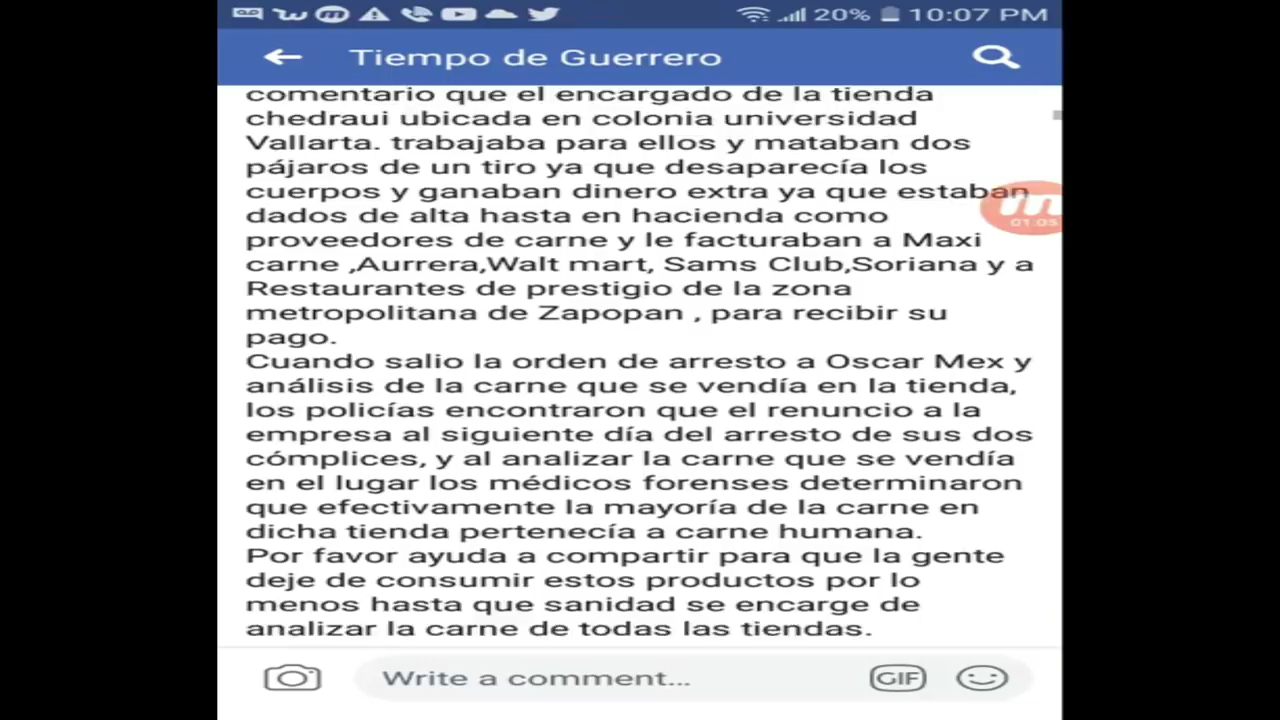 20% 10:07 PM
Tiempo de Guerrero
comentario que el encargado de la tienda
chedraui ubicada en colonia universidad
Vallarta. trabajaba para ellos y mataban dos
pájaros de un tiro ya que desaparecía los
cuerpos y ganaban dinero extra ya que estaban
dados de alta hasta en hacienda como
proveedores de carne y le facturaban a Maxi
carne ,Aurrera,Walt mart, Sams Club,Soriana y a
Restaurantes de prestigio de la zona
metropolitana de Zapopan , para recibir su
pago.
Cuando salio la orden de arresto a Oscar Mex y
análisis de la carne que se vendía en la tienda,
los policías encontraron que el renuncio a la
empresa al siguiente día del arresto de sus dos
cómplices, y al analizar la carne que se vendía
en el lugar los médicos forenses determinaron
que efectivamente la mayoría de la carne en
dicha tienda pertenecía a carne humana.
Por favor ayuda a compartir para que la gente
deje de consumir estos productos por lo
menos hasta que sanidad se encarge de
analizar la carne de todas las tiendas.
01:05
Write a comment...
GIF